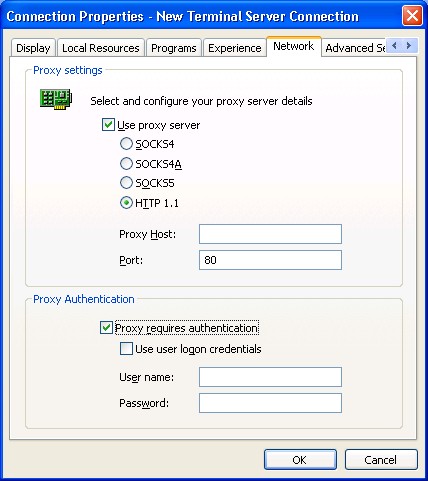 Connection Properties - New Terminal Server Connection
Display Local Resources Programs Experience Network Advanced Se
Proxy settings
Select and configure your proxy server details
Use proxy server
SOCKS4
SOCKS4A
SOCKS5
HTTP 1.1
Proxy Host:
Port: 80
Proxy Authentication
Proxy requires authentication
Use user logon credentials
User name:
Password:
OK Cancel